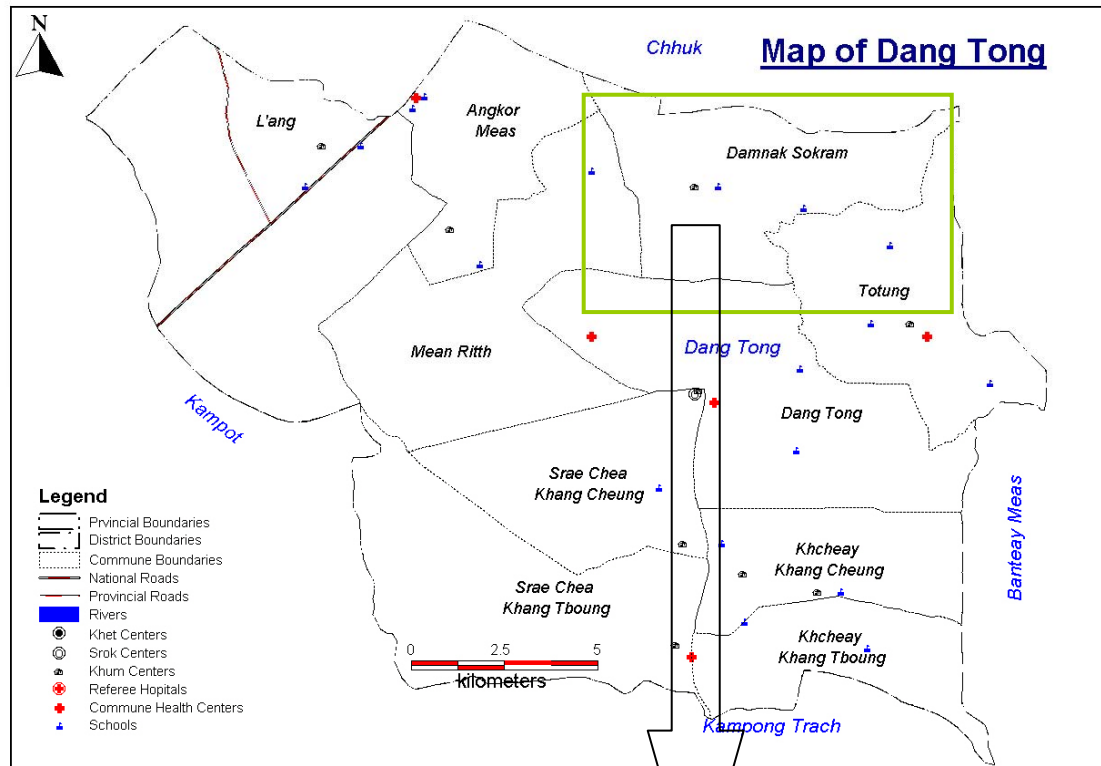 N
Chhuk
Map of Dang Tong
L'ang
Angkor
Meas
Damnak Sokram
Totung
Mean Ritth
Dang Tong
Kampot
Dang Tong
Srae Chea
Khang Cheung
Banteay Meas
Khcheay
Khang Cheung
Srae Chea
Khang Tboung
Khcheay
Khang Tboung
Kampong Trach
0 2.5 5
kilometers
Legend
Prvincial Boundaries
District Boundaries
Commune Boundaries
National Roads
Provincial Roads
Rivers
Khet Centers
Srok Centers
Khum Centers
Referee Hopitals
Commune Health Centers
Schools